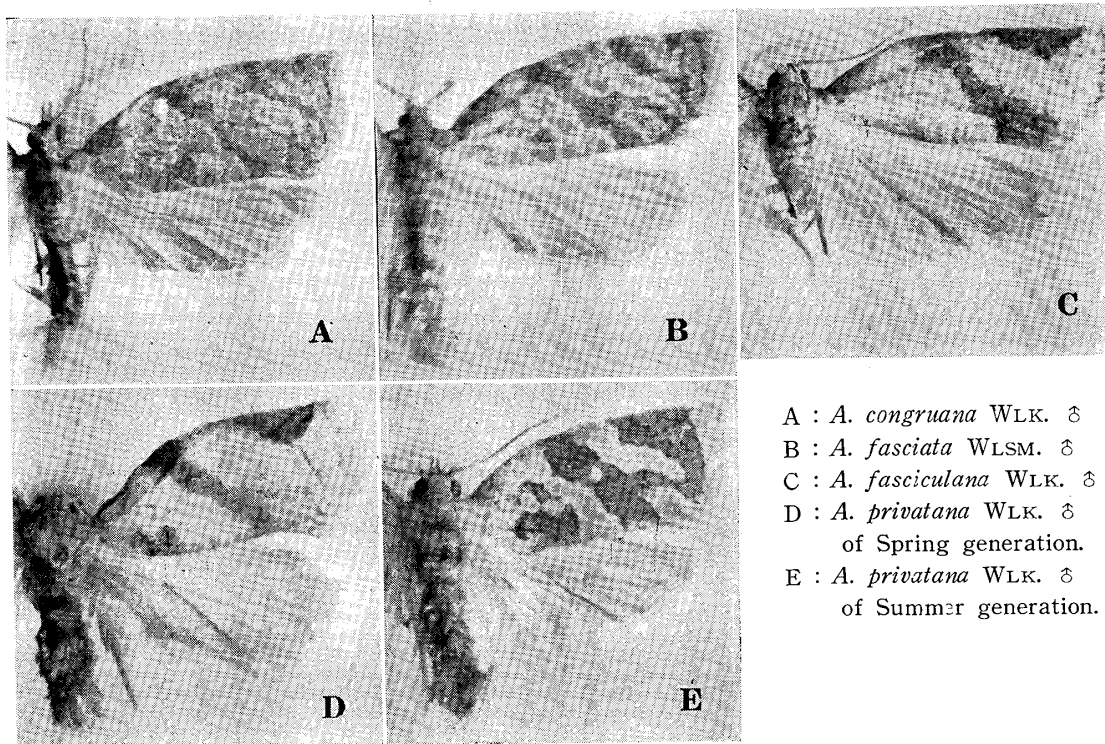 A
B
C
D
E
A : A. congruana WLK. ♂
B : A. fasciata WLSM. ♂
C : A. fasciculana WLK. ♂
D : A. privatana WLK. ♂
of Spring generation.
E : A. privatana WLK. ♂
of Summer generation.